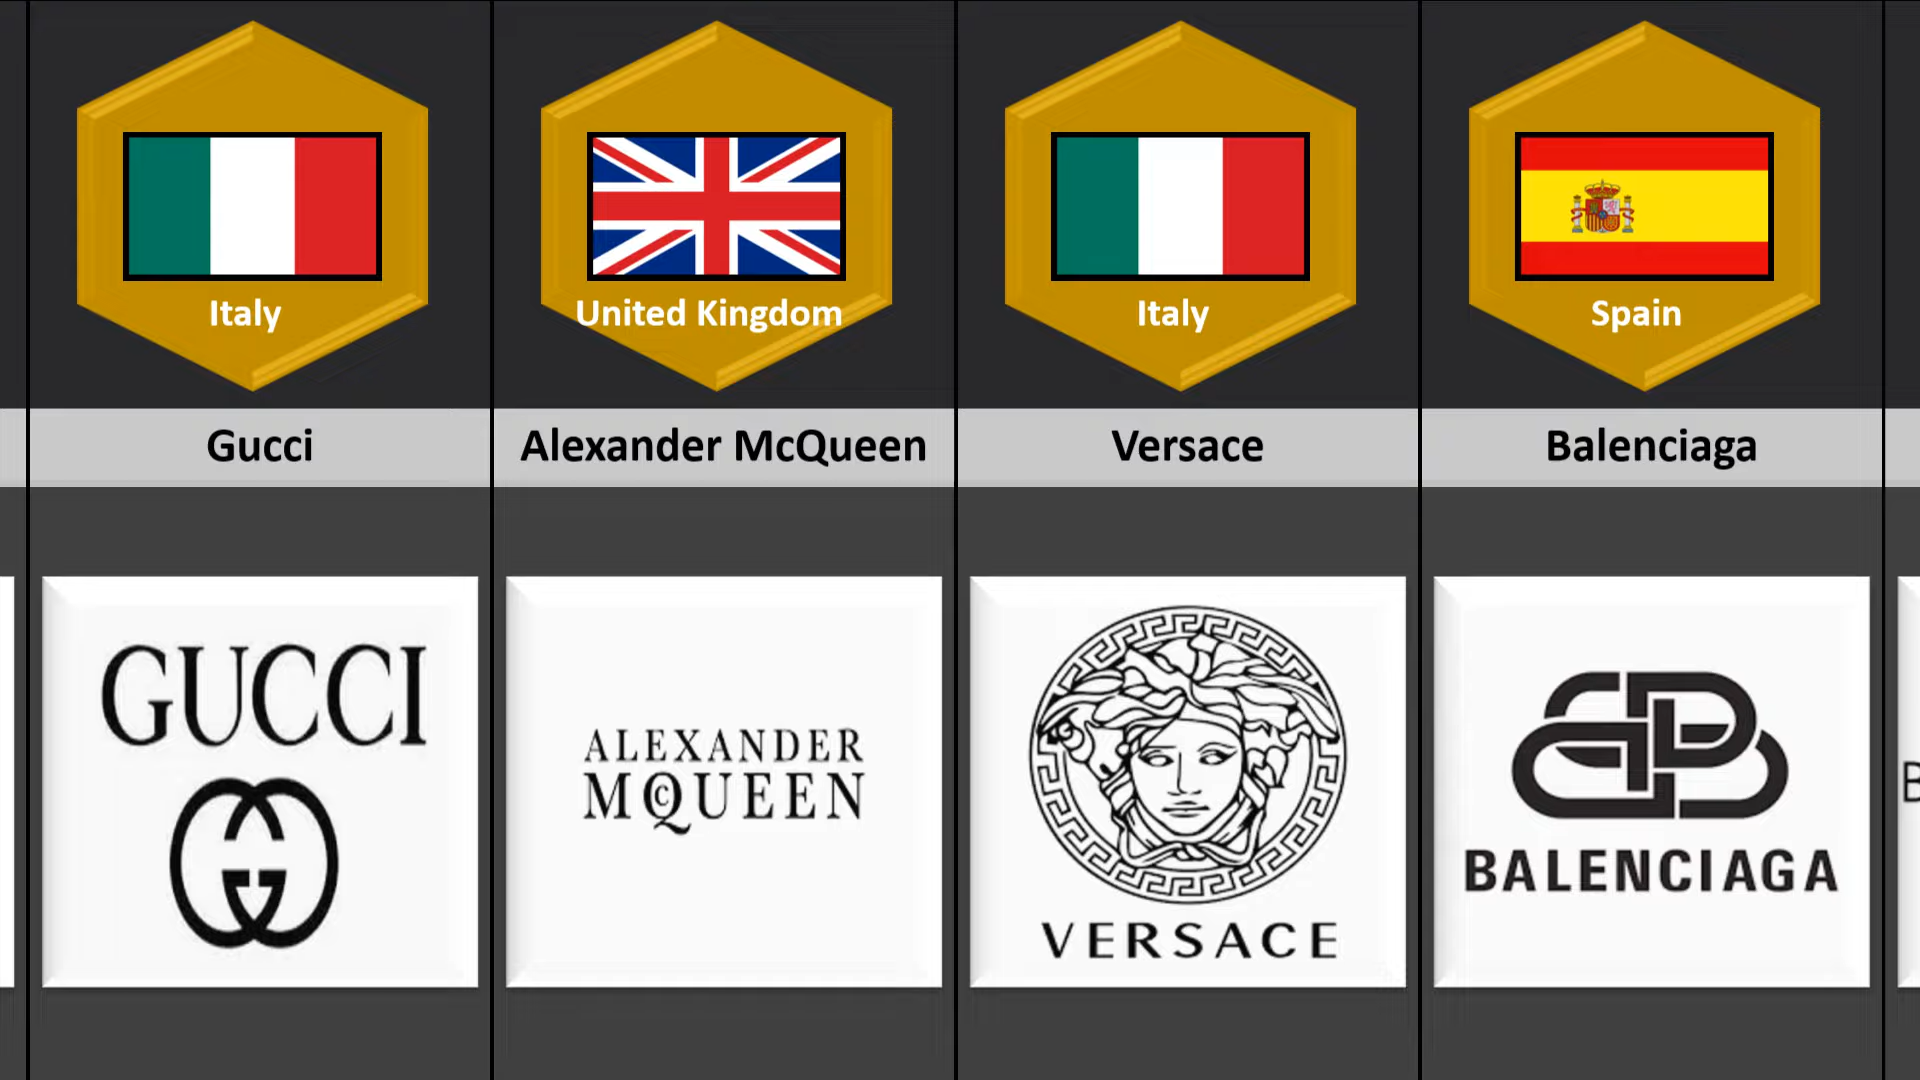 Italy
United Kingdom
Italy
Spain
Gucci
Alexander McQueen
Versace
Balenciaga
GUCCI
ALEXANDER
MCQUEEN
VERSACE
BALENCIAGA